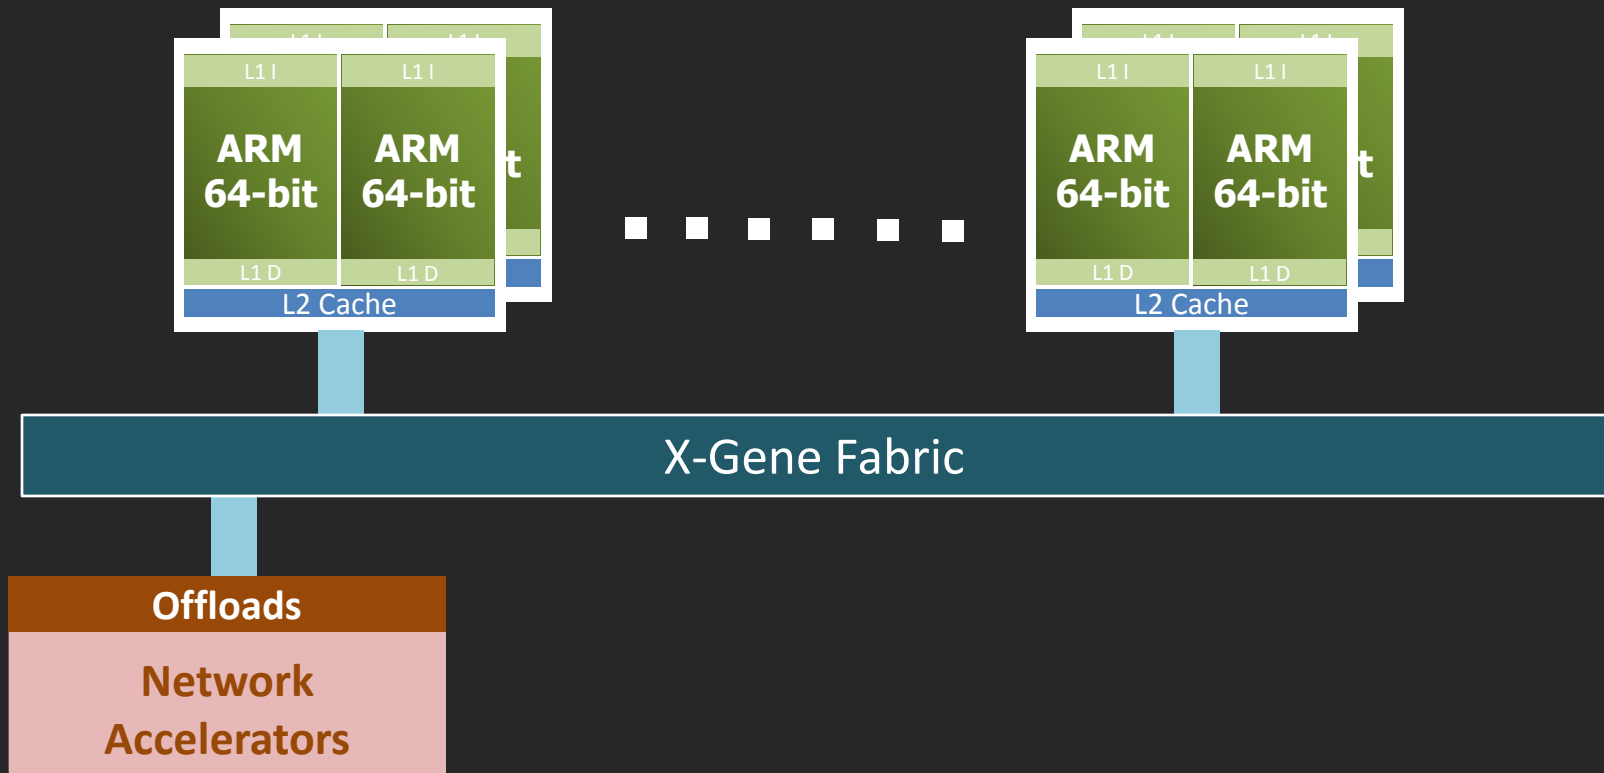 L1 I L1 I L1 I L1 I
ARM ARM ARM ARM
64-bit 64-bit t 64-bit 64-bit t
L1 D L1 D L1 D L1 D
L2 Cache L2 Cache
X-Gene Fabric
Offloads
Network
Accelerators